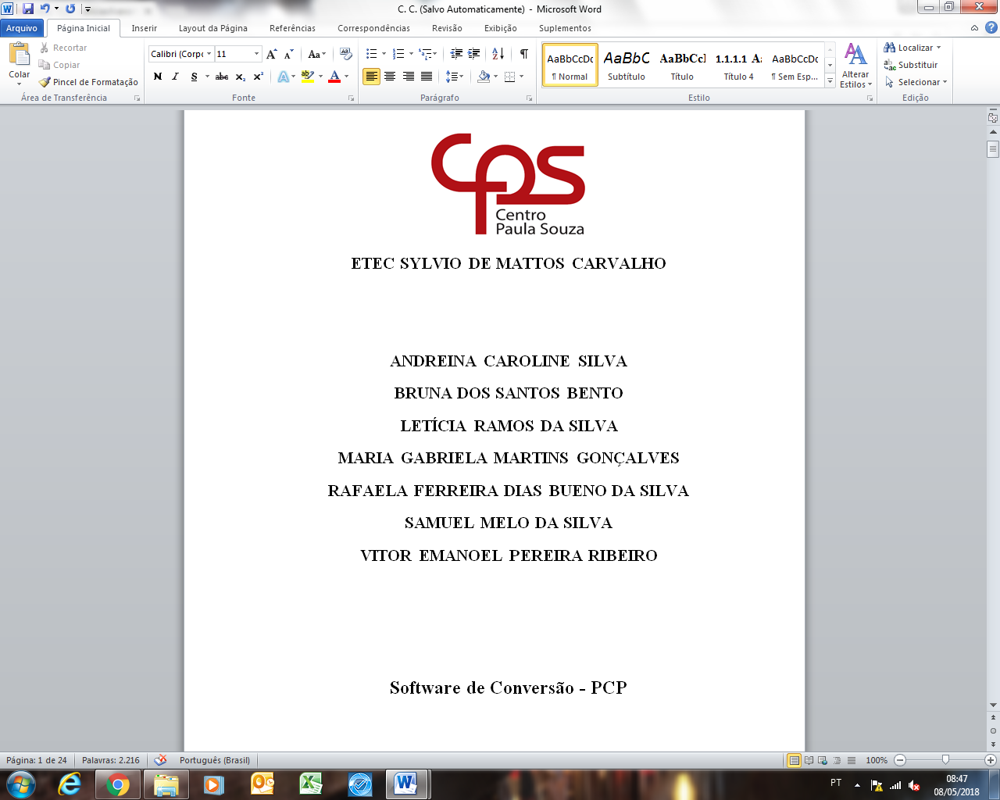 C. C. (Salvo Automaticamente) - Microsoft Word
Arquivo Página Inicial Inserir Layout da Página Referências Correspondências Revisão Exibição Suplementos
Colar
Recortar
Copiar
Pincel de Formatação
Área de Transferência
Calibri (Corpo 11
N I S abc x₂ x² A ab A
Fonte
Parágrafo
AaBbCcDc AaBbC AaBbCcI 1.1.1.1 A: AaBbCcDc
¶ Normal Subtítulo Título Título 4 ¶ Sem Esp...
Alterar
Estilos
Estilo
Localizar
Substituir
Selecionar
Edição
cps
Centro
Paula Souza
ETEC SYLVIO DE MATTOS CARVALHO
ANDREINA CAROLINE SILVA
BRUNA DOS SANTOS BENTO
LETÍCIA RAMOS DA SILVA
MARIA GABRIELA MARTINS GONÇALVES
RAFAELA FERREIRA DIAS BUENO DA SILVA
SAMUEL MELO DA SILVA
VITOR EMANOEL PEREIRA RIBEIRO
Software de Conversão - PCP
Página: 1 de 24 Palavras: 2.216 Português (Brasil) 100%
PT 08:47
08/05/2018